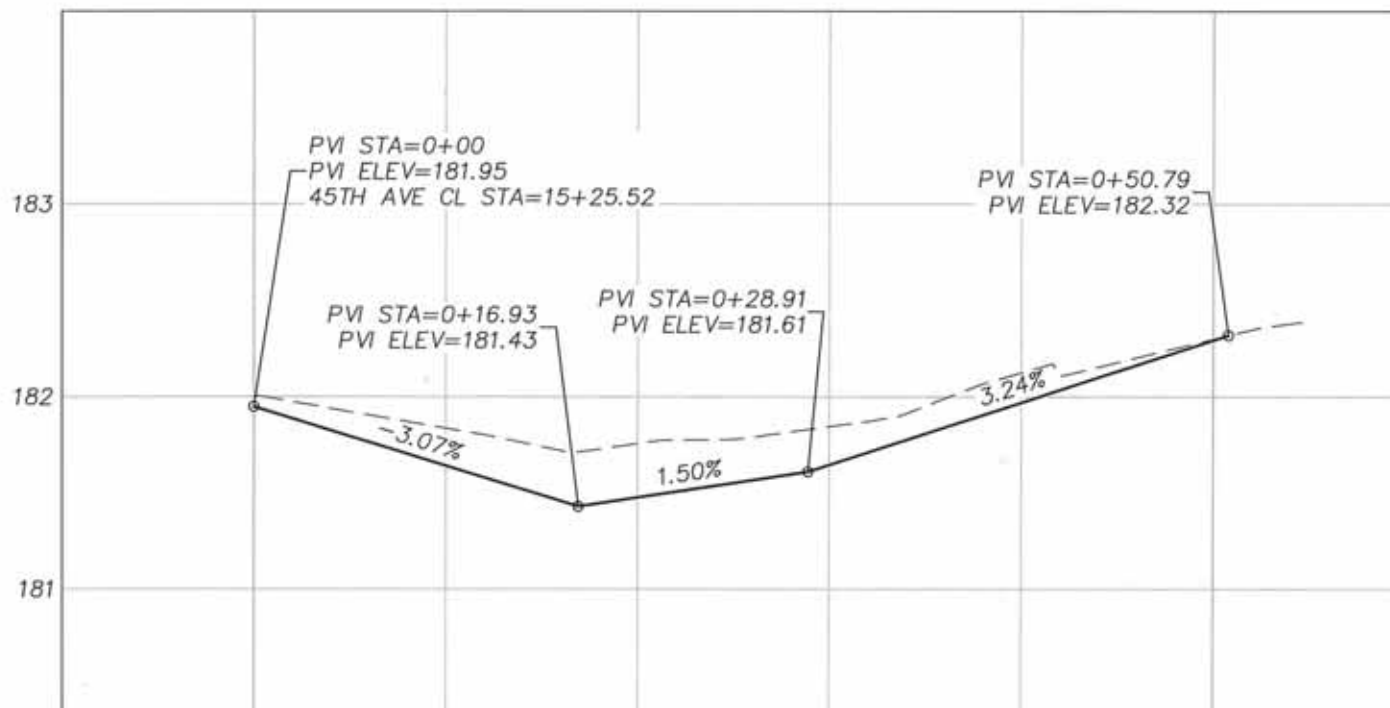 PVI STA=0+00
PVI ELEV=181.95
45TH AVE CL STA=15+25.52
PVI STA=0+50.79
PVI ELEV=182.32
183
PVI STA=0+16.93
PVI ELEV=181.43
PVI STA=0+28.91
PVI ELEV=181.61
182
-3.07%
1.50%
3.24%
181